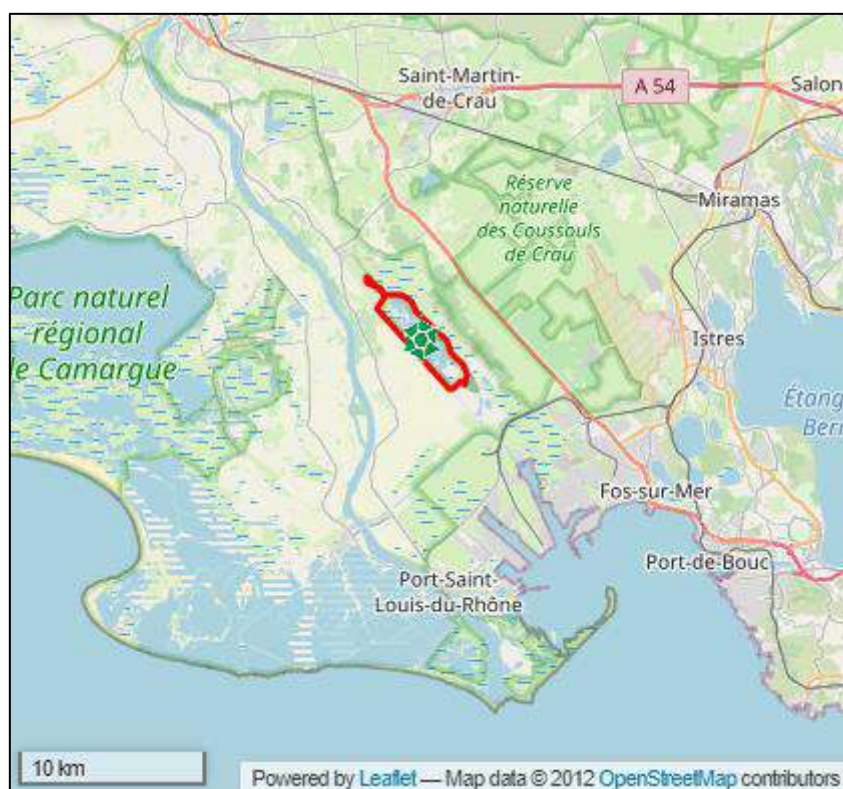 Saint-Martin-
de-Crau
A 54
Salon
Réserve
naturelle
des Coussouls
de Crau
Miramas
Parc naturel
régional
de Camargue
Istres
Étang
Berr
Fos-sur-Mer
Port-de-Bouc
Port-Saint-
Louis-du-Rhône
10 km
Powered by Leaflet — Map data © 2012 OpenStreetMap contributors